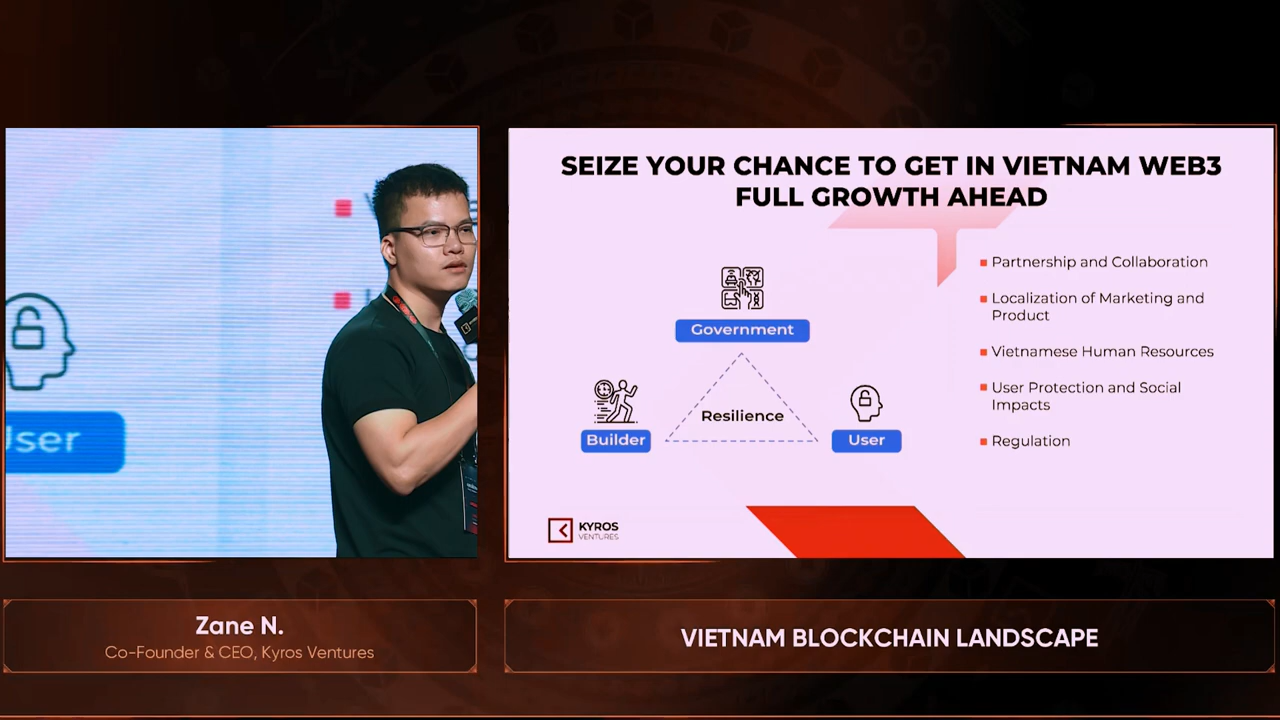 User
Zane N.
Co-Founder & CEO, Kyros Ventures
SEIZE YOUR CHANCE TO GET IN VIETNAM WEB3
FULL GROWTH AHEAD
Government
Builder
Resilience
User
Partnership and Collaboration
Localization of Marketing and
Product
Vietnamese Human Resources
User Protection and Social
Impacts
Regulation
KYROS
VENTURES
VIETNAM BLOCKCHAIN LANDSCAPE